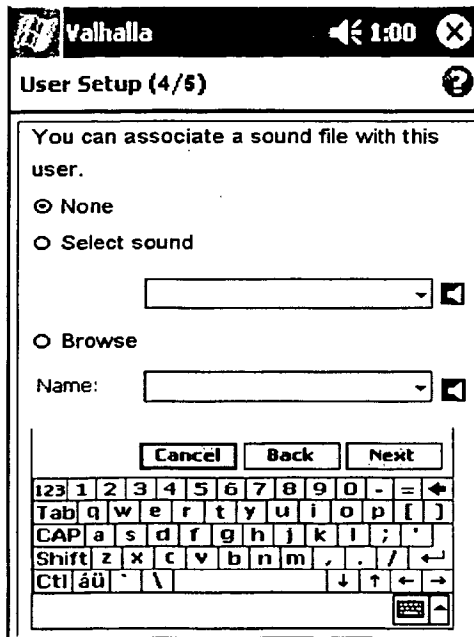 Valhalla 1:00
User Setup (4/5)
You can associate a sound file with this
user.
None
Select sound
Browse
Name:
Cancel Back Next
123 1 2 3 4 5 6 7 8 9 0 - =
Tab q w e r t y u i o p [ ]
CAP a s d f g h j k l ; '
Shift z x c v b n m , . /
Ctl áü ` \